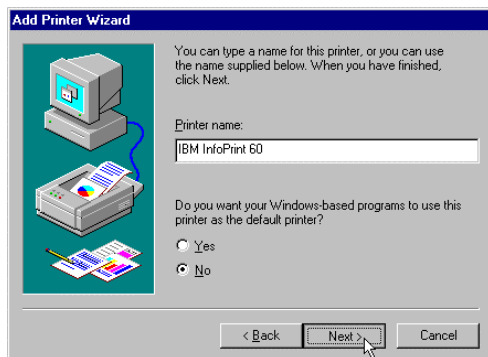 Add Printer Wizard
You can type a name for this printer, or you can use
the name supplied below. When you have finished,
click Next.
Printer name:
IBM InfoPrint 60
Do you want your Windows-based programs to use this
printer as the default printer?
Yes
No
< Back
Next >
Cancel